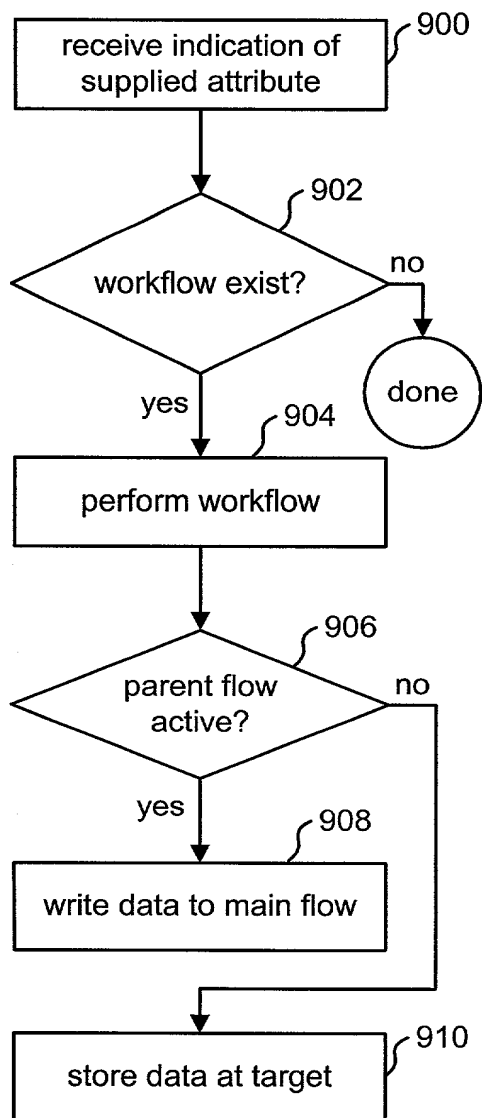 receive indication of
supplied attribute
900
902
workflow exist?
no
done
yes
904
perform workflow
906
parent flow
active?
no
yes
908
write data to main flow
store data at target
910